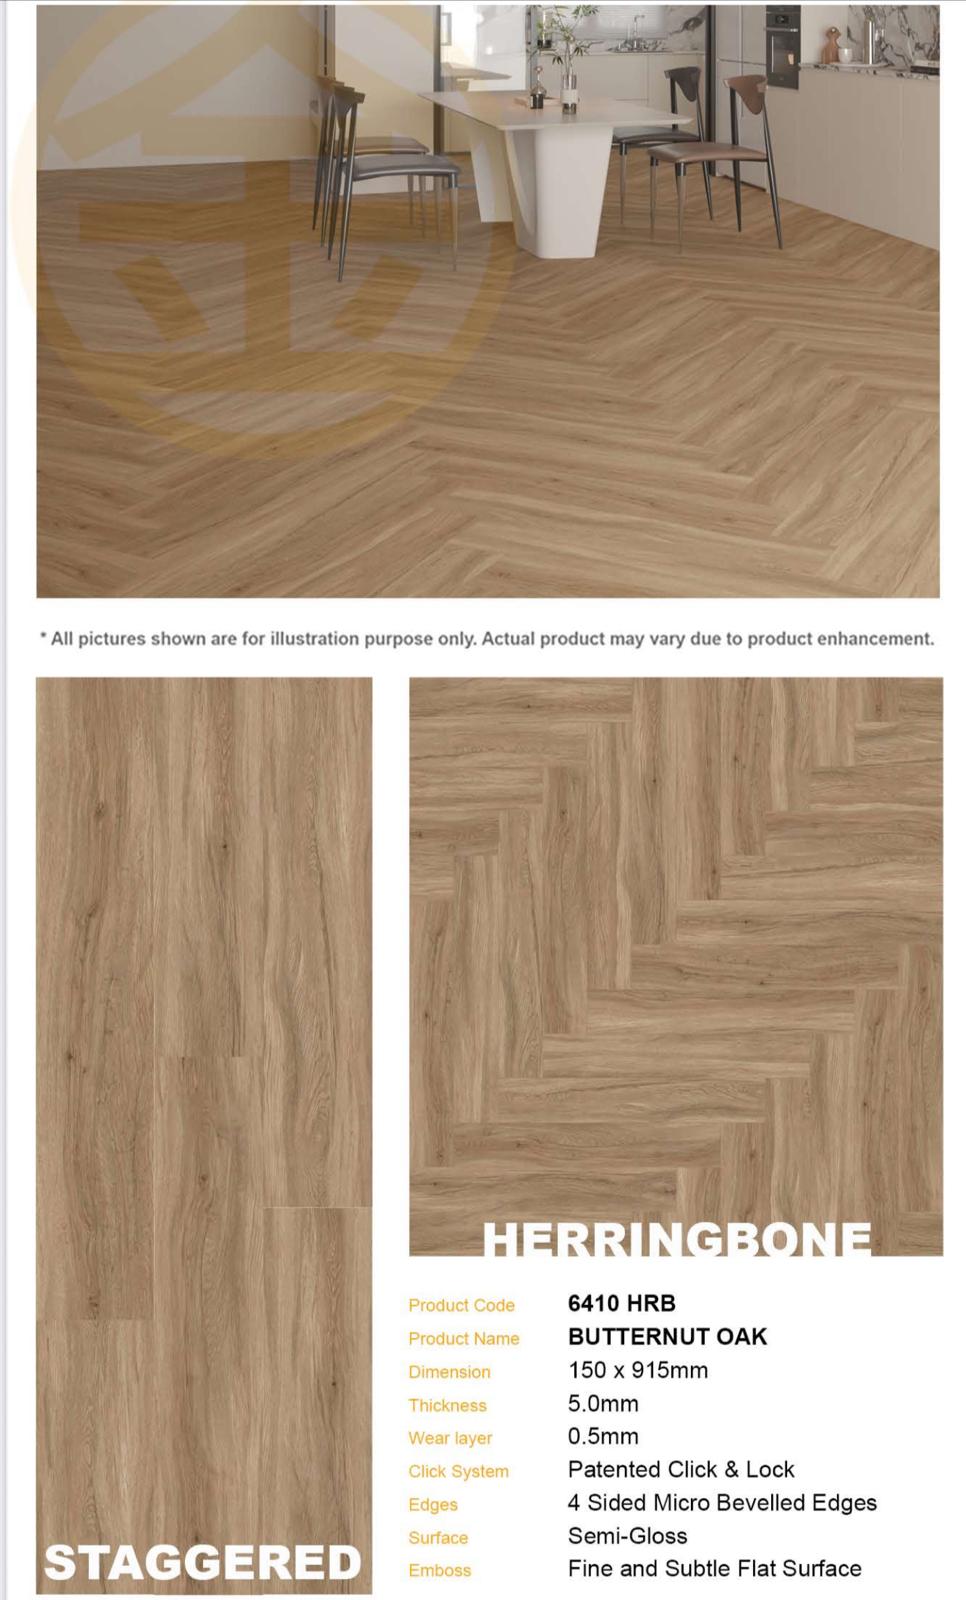 * All pictures shown are for illustration purpose only. Actual product may vary due to product enhancement.
STAGGERED
HERRINGBONE
Product Code 6410 HRB
Product Name BUTTERNUT OAK
Dimension 150 x 915mm
Thickness 5.0mm
Wear layer 0.5mm
Click System Patented Click & Lock
Edges 4 Sided Micro Bevelled Edges
Surface Semi-Gloss
Emboss Fine and Subtle Flat Surface